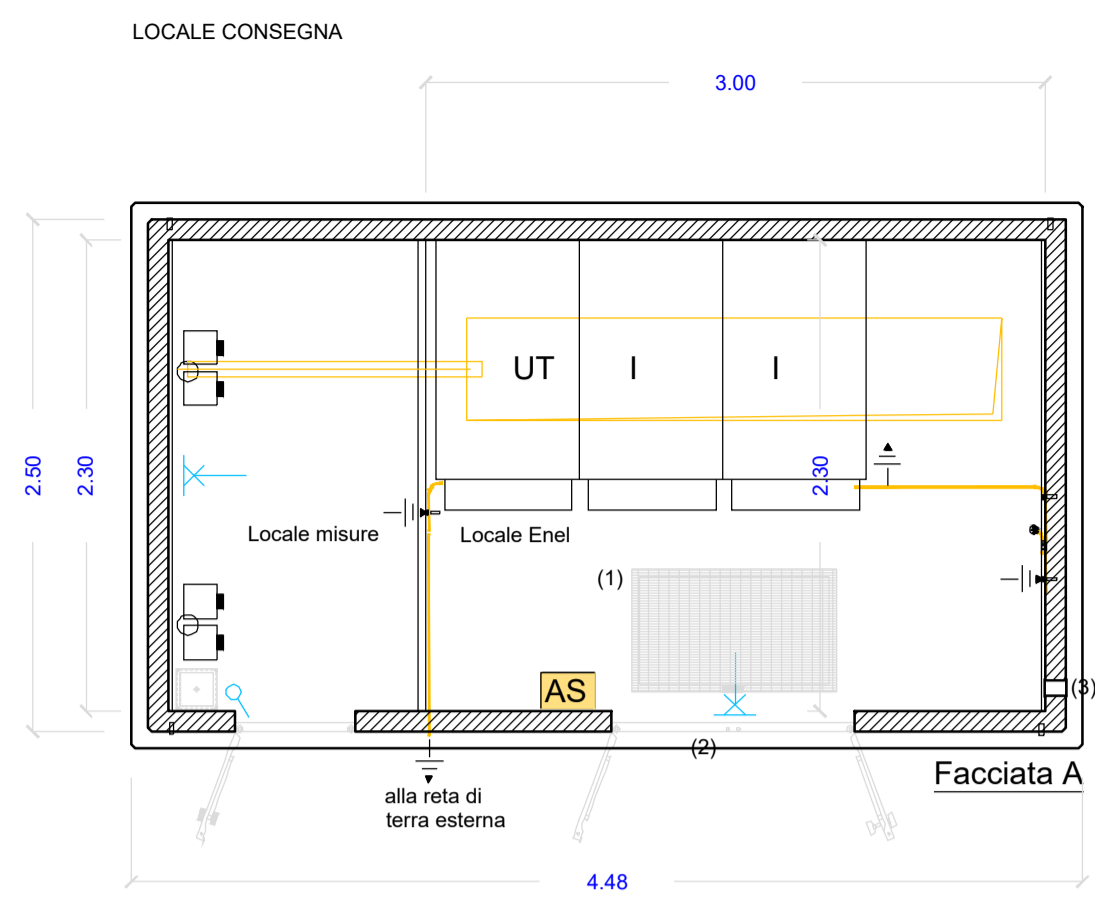 LOCALE CONSEGNA
3.00
UT
I
I
2.50
2.30
2.30
Locale misure
Locale Enel
(1)
AS
(3)
(2)
Facciata A
alla reta di
terra esterna
4.48